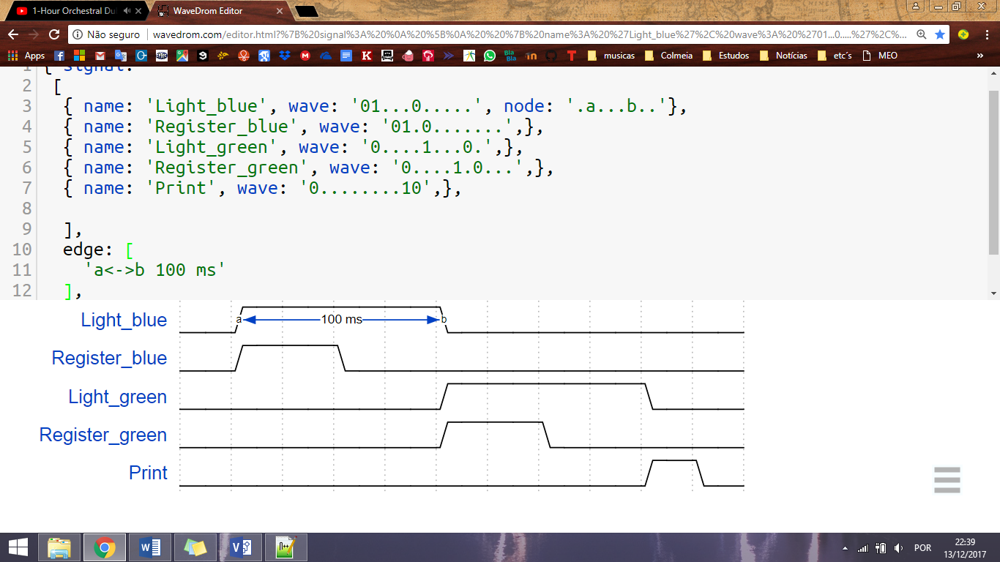 1-Hour Orchestral Du
WaveDrom Editor
Não seguro
wavedrom.com/editor.html?%7B%20signal%3A%20%0A%20%5B%0A%20%20%7B%20name%3A%20%27Light_blue%27%2C%20wave%3A%20%2701...0.....%27%2C%...
Apps
9
K
Bla Bla
in
T
musicas
Colmeia
Estudos
Notícias
etc´s
MEO
»
1 { signal:
2 [
3 { name: 'Light_blue', wave: '01...0.....', node: '.a...b..'},
4 { name: 'Register_blue', wave: '01.0.......',},
5 { name: 'Light_green', wave: '0....1...0.',},
6 { name: 'Register_green', wave: '0....1.0...',},
7 { name: 'Print', wave: '0........10',},
8
9 ],
10 edge: [
11 'a<->b 100 ms'
12 ],
Light_blue
a 100 ms b
Register_blue
Light_green
Register_green
Print
POR
22:39
13/12/2017